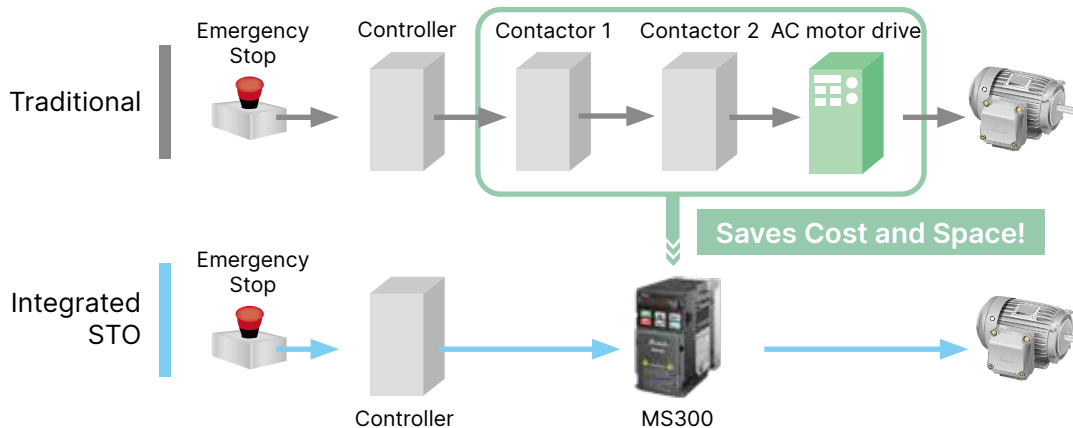 Traditional
Emergency
Stop
Controller
Contactor 1
Contactor 2
AC motor drive
Saves Cost and Space!
Integrated
STO
Emergency
Stop
Controller
MS300